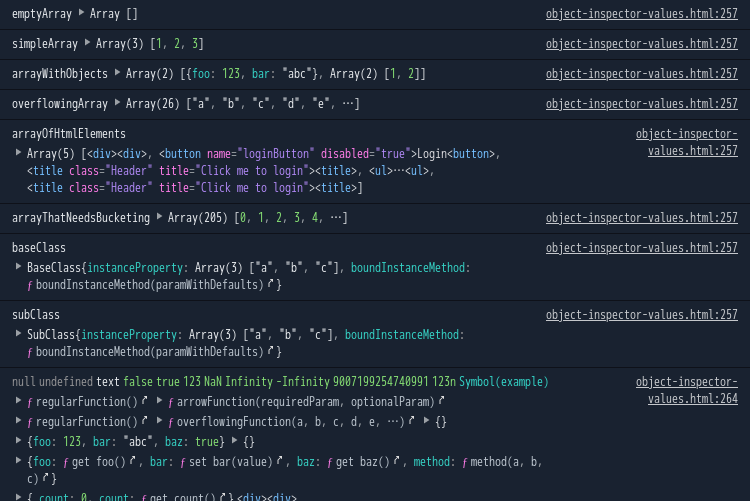 emptyArray ▶ Array [] object-inspector-values.html:257
simpleArray ▶ Array(3) [1, 2, 3] object-inspector-values.html:257
arrayWithObjects ▶ Array(2) [{foo: 123, bar: "abc"}, Array(2) [1, 2]] object-inspector-values.html:257
overflowingArray ▶ Array(26) ["a", "b", "c", "d", "e", …] object-inspector-values.html:257
arrayOfHtmlElements object-inspector-
values.html:257
▶ Array(5) [<div><div>, <button name="loginButton" disabled="true">Login<button>,
<title class="Header" title="Click me to login"><title>, <ul>…<ul>,
<title class="Header" title="Click me to login"><title>]
arrayThatNeedsBucketing ▶ Array(205) [0, 1, 2, 3, 4, …] object-inspector-values.html:257
baseClass object-inspector-values.html:257
▶ BaseClass{instanceProperty: Array(3) ["a", "b", "c"], boundInstanceMethod:
ƒ boundInstanceMethod(paramWithDefaults) }
subClass object-inspector-values.html:257
▶ SubClass{instanceProperty: Array(3) ["a", "b", "c"], boundInstanceMethod:
ƒ boundInstanceMethod(paramWithDefaults) }
null undefined text false true 123 NaN Infinity -Infinity 9007199254740991 123n Symbol(example) object-inspector-
values.html:264
▶ ƒ regularFunction() ▶ ƒ arrowFunction(requiredParam, optionalParam)
▶ ƒ regularFunction() ▶ ƒ overflowingFunction(a, b, c, d, e, …) ▶ {}
▶ {foo: 123, bar: "abc", baz: true} ▶ {}
▶ {foo: ƒ get foo() , bar: ƒ set bar(value) , baz: ƒ get baz() , method: ƒ method(a, b,
c) }
▶ {_count: 0, count: ƒ get count() } <div><div>